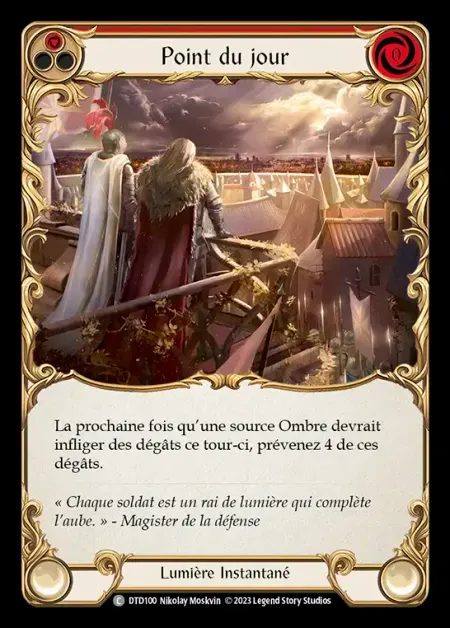 Point du jour
0
La prochaine fois qu'une source Ombre devrait
infliger des dégâts ce tour-ci, prévenez 4 de ces
dégâts.
« Chaque soldat est un rai de lumière qui complète
l'aube. » - Magister de la défense
Lumière Instantané
C DTD100 Nikolay Moskvin © 2023 Legend Story Studios